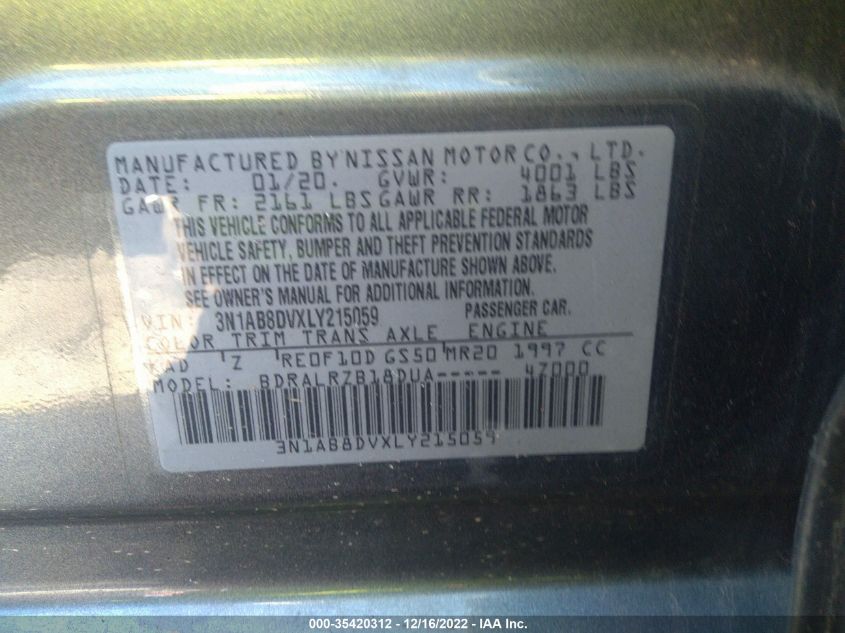 MANUFACTURED BY NISSAN MOTOR CO., LTD.
DATE: 01/20. GVWR: 4001 LBS
GAWR FR: 2161 LBS GAWR RR: 1863 LBS
THIS VEHICLE CONFORMS TO ALL APPLICABLE FEDERAL MOTOR
VEHICLE SAFETY, BUMPER AND THEFT PREVENTION STANDARDS
IN EFFECT ON THE DATE OF MANUFACTURE SHOWN ABOVE.
SEE OWNER'S MANUAL FOR ADDITIONAL INFORMATION.
VIN: 3N1AB8DVXLY215059 PASSENGER CAR.
COLOR TRIM TRANS AXLE ENGINE
KAD Z RE0F10D GS50 MR20 1997 CC
MODEL: BDRALRZB18DUA----- 4Z000
3N1AB8DVXLY215059
000-35420312 - 12/16/2022 - IAA Inc.